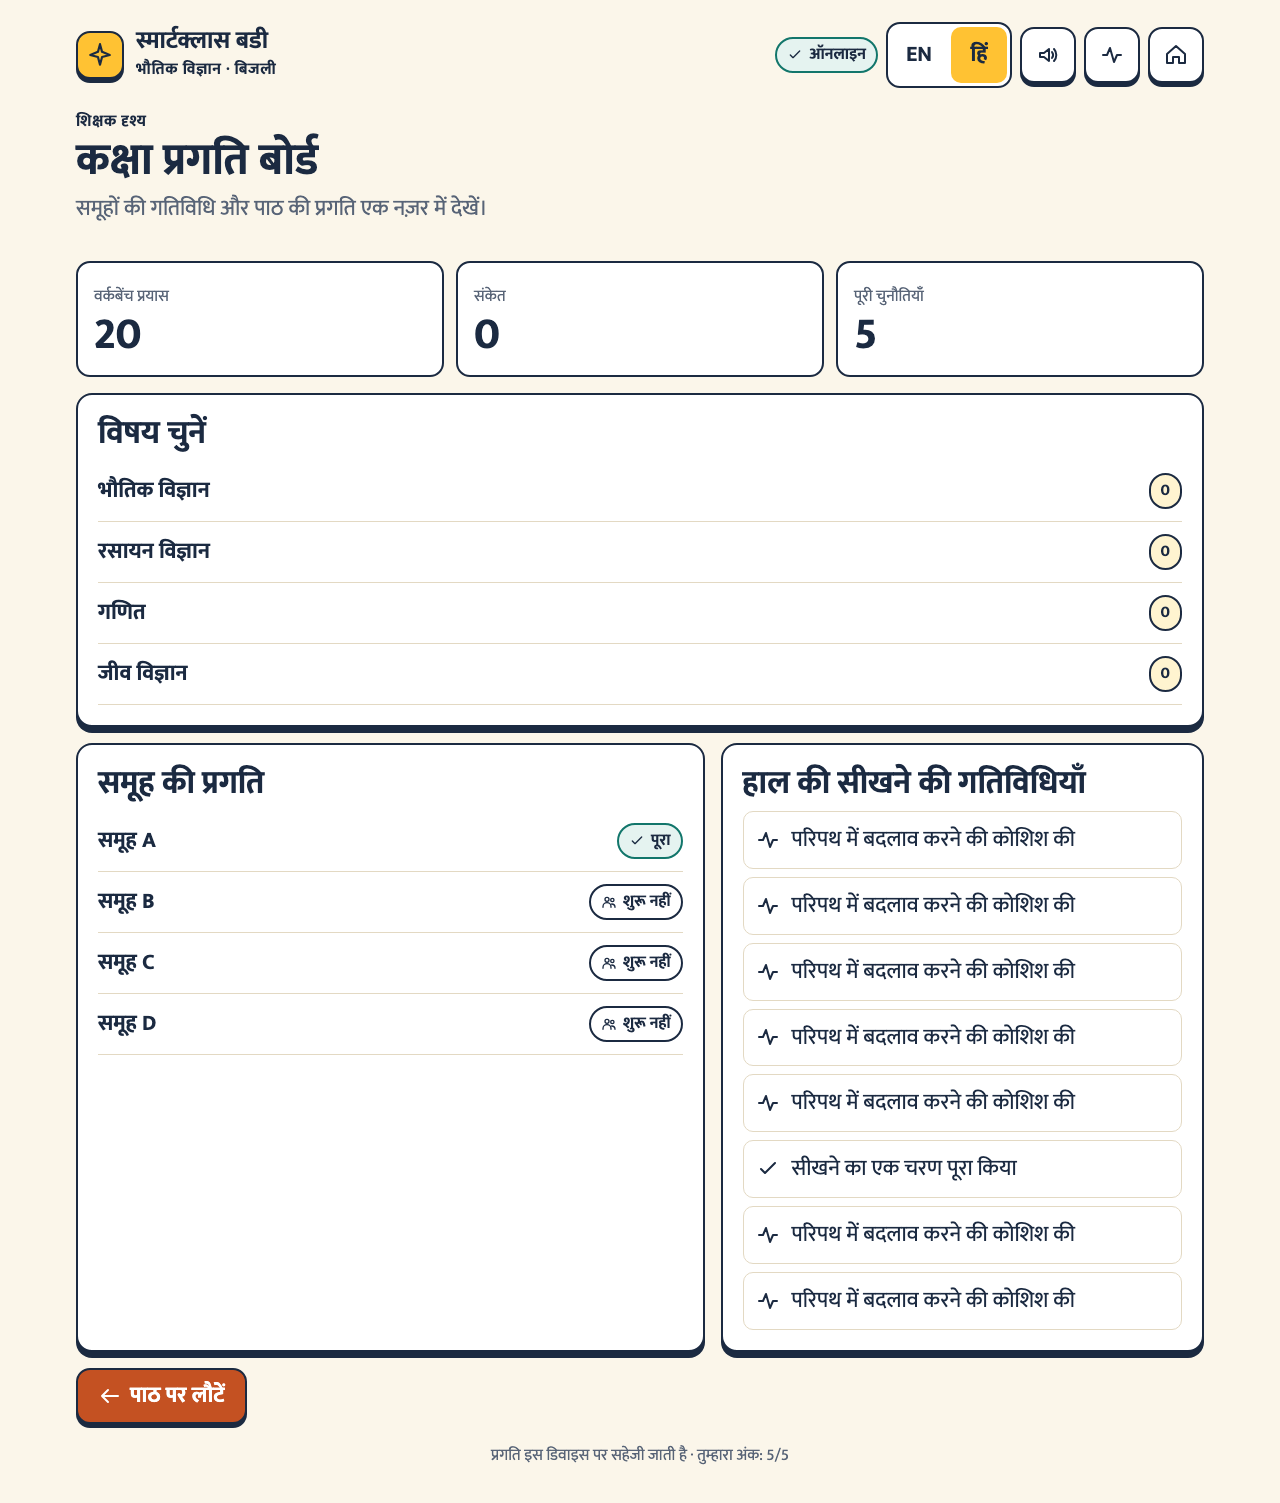 स्मार्टक्लास बडी
भौतिक विज्ञान · बिजली
ऑनलाइन
EN
हिं
शिक्षक दृश्य
कक्षा प्रगति बोर्ड
समूहों की गतिविधि और पाठ की प्रगति एक नज़र में देखें।
वर्कबेंच प्रयास
20
संकेत
0
पूरी चुनौतियाँ
5
विषय चुनें
भौतिक विज्ञान
0
रसायन विज्ञान
0
गणित
0
जीव विज्ञान
0
समूह की प्रगति
समूह A
पूरा
समूह B
शुरू नहीं
समूह C
शुरू नहीं
समूह D
शुरू नहीं
हाल की सीखने की गतिविधियाँ
परिपथ में बदलाव करने की कोशिश की
परिपथ में बदलाव करने की कोशिश की
परिपथ में बदलाव करने की कोशिश की
परिपथ में बदलाव करने की कोशिश की
परिपथ में बदलाव करने की कोशिश की
सीखने का एक चरण पूरा किया
परिपथ में बदलाव करने की कोशिश की
परिपथ में बदलाव करने की कोशिश की
पाठ पर लौटें
प्रगति इस डिवाइस पर सहेजी जाती है · तुम्हारा अंक: 5/5